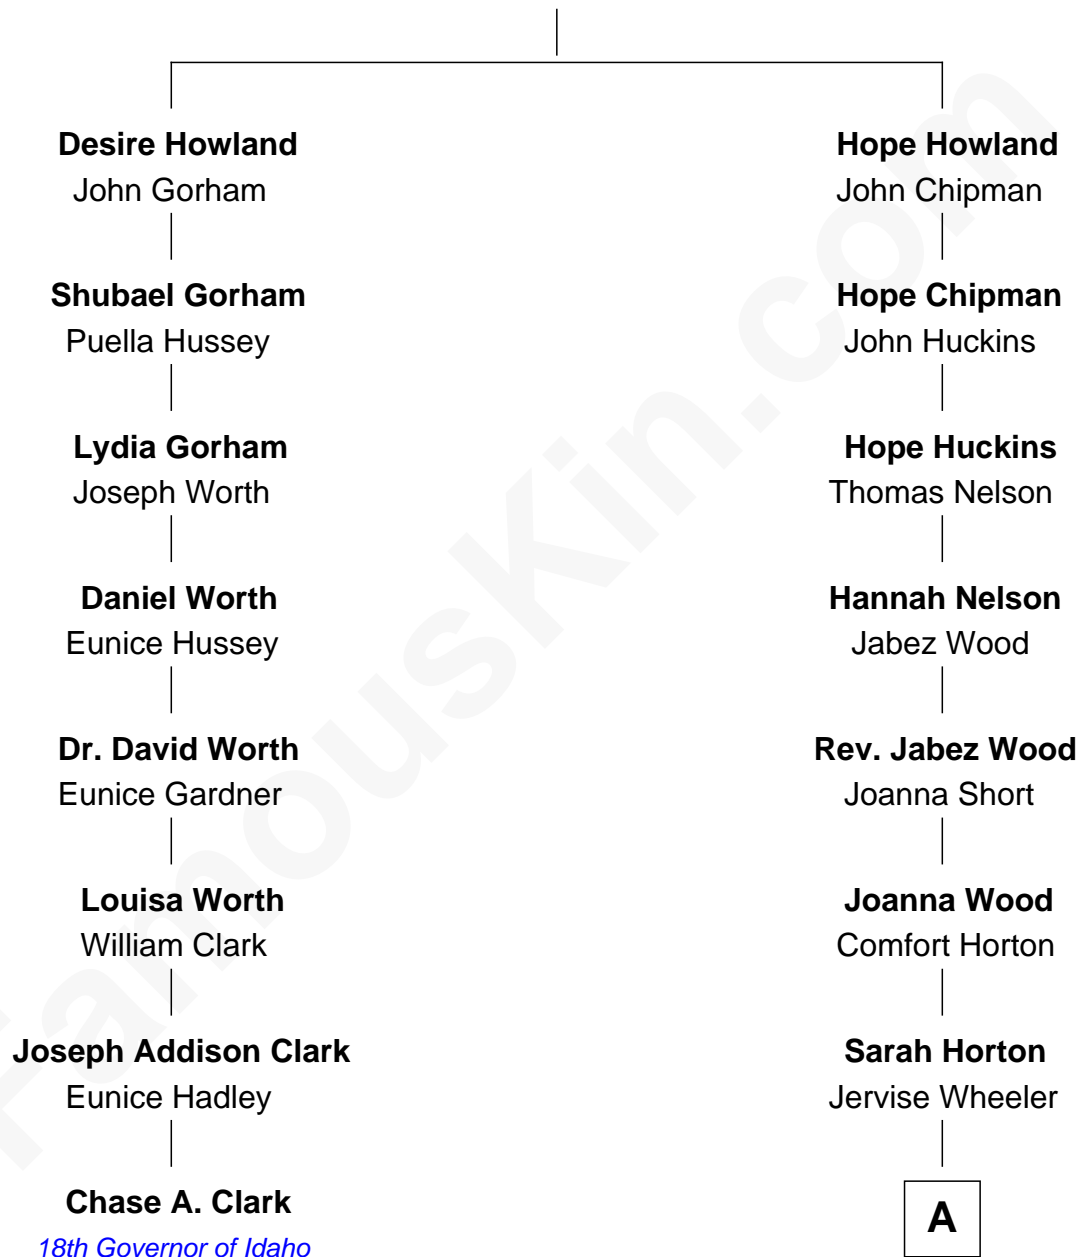 Desire Howland
John Gorham
Shubael Gorham
Puella Hussey
Lydia Gorham
Joseph Worth
Daniel Worth
Eunice Hussey
Dr. David Worth
Eunice Gardner
Louisa Worth
William Clark
Joseph Addison Clark
Eunice Hadley
Chase A. Clark
18th Governor of Idaho
Hope Howland
John Chipman
Hope Chipman
John Huckins
Hope Huckins
Thomas Nelson
Hannah Nelson
Jabez Wood
Rev. Jabez Wood
Joanna Short
Joanna Wood
Comfort Horton
Sarah Horton
Jervise Wheeler
A
FamousKin.com